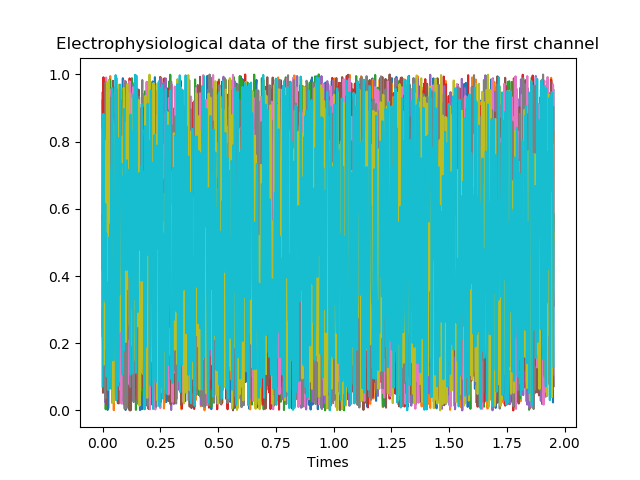 Electrophysiological data of the first subject, for the first channel
1.0
0.8
0.6
0.4
0.2
0.0
0.00 0.25 0.50 0.75 1.00 1.25 1.50 1.75 2.00
Times